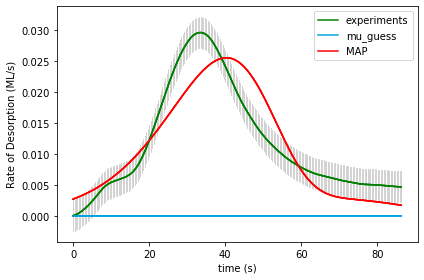 experiments
mu_guess
MAP
Rate of Desorption (ML/s)
0.030
0.025
0.020
0.015
0.010
0.005
0.000
0 20 40 60 80
time (s)